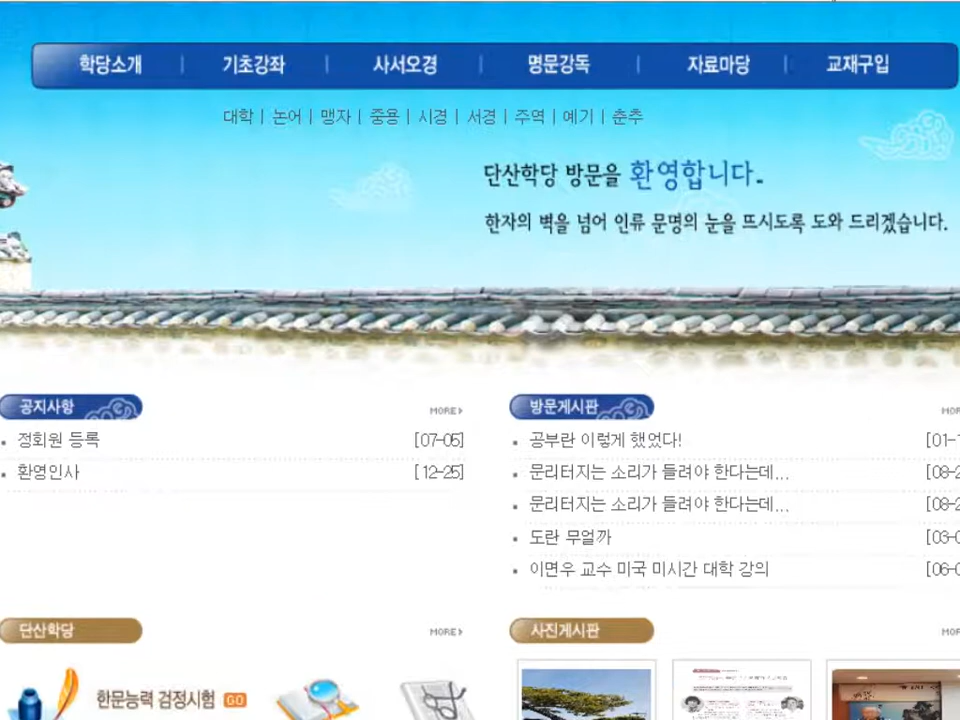 학당소개 | 기초강좌 | 사서오경 | 명문강독 | 자료마당 | 교재구입
대학 | 논어 | 맹자 | 중용 | 시경 | 서경 | 주역 | 예기 | 춘추
단산학당 방문을 환영합니다.
한자의 벽을 넘어 인류 문명의 눈을 뜨시도록 도와 드리겠습니다.
공지사항 MORE
정회원 등록 [07-05]
환영인사 [12-25]
방문게시판
공부란 이렇게 했었다!
문리터지는 소리가 들려야 한다는데...
문리터지는 소리가 들려야 한다는데...
도란 무얼까
이면우 교수 미국 미시간 대학 강의
단산학당 MORE
한문능력 검정시험 GO
사진게시판